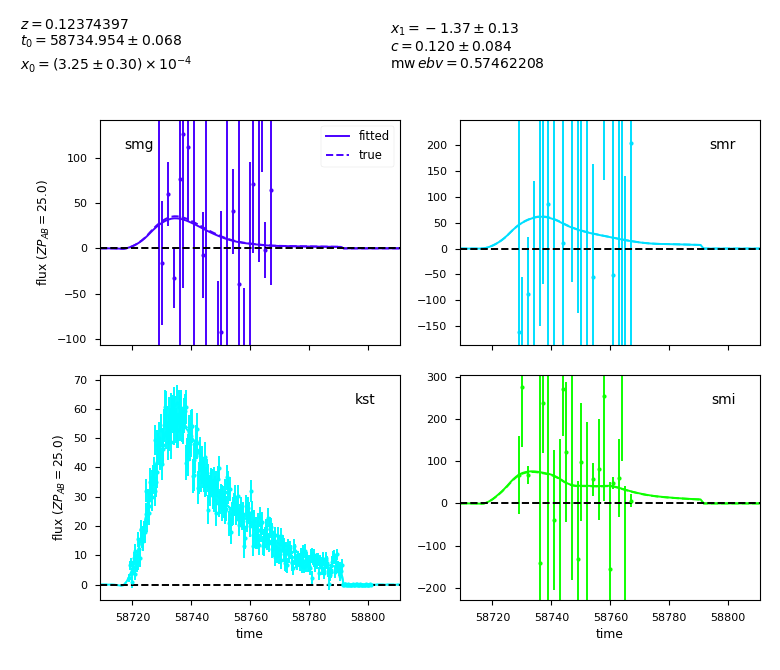 z = 0.12374397
t₀ = 58734.954 ± 0.068
x₀ = (3.25 ± 0.30) × 10⁻⁴
x₁ = −1.37 ± 0.13
c = 0.120 ± 0.084
mw ebv = 0.57462208
smg
fitted
true
100
50
0
−50
−100
flux (ZP_AB = 25.0)
smr
200
150
100
50
0
−50
−100
−150
kst
70
60
50
40
30
20
10
0
flux (ZP_AB = 25.0)
58720 58740 58760 58780 58800
time
smi
300
200
100
0
−100
−200
58720 58740 58760 58780 58800
time